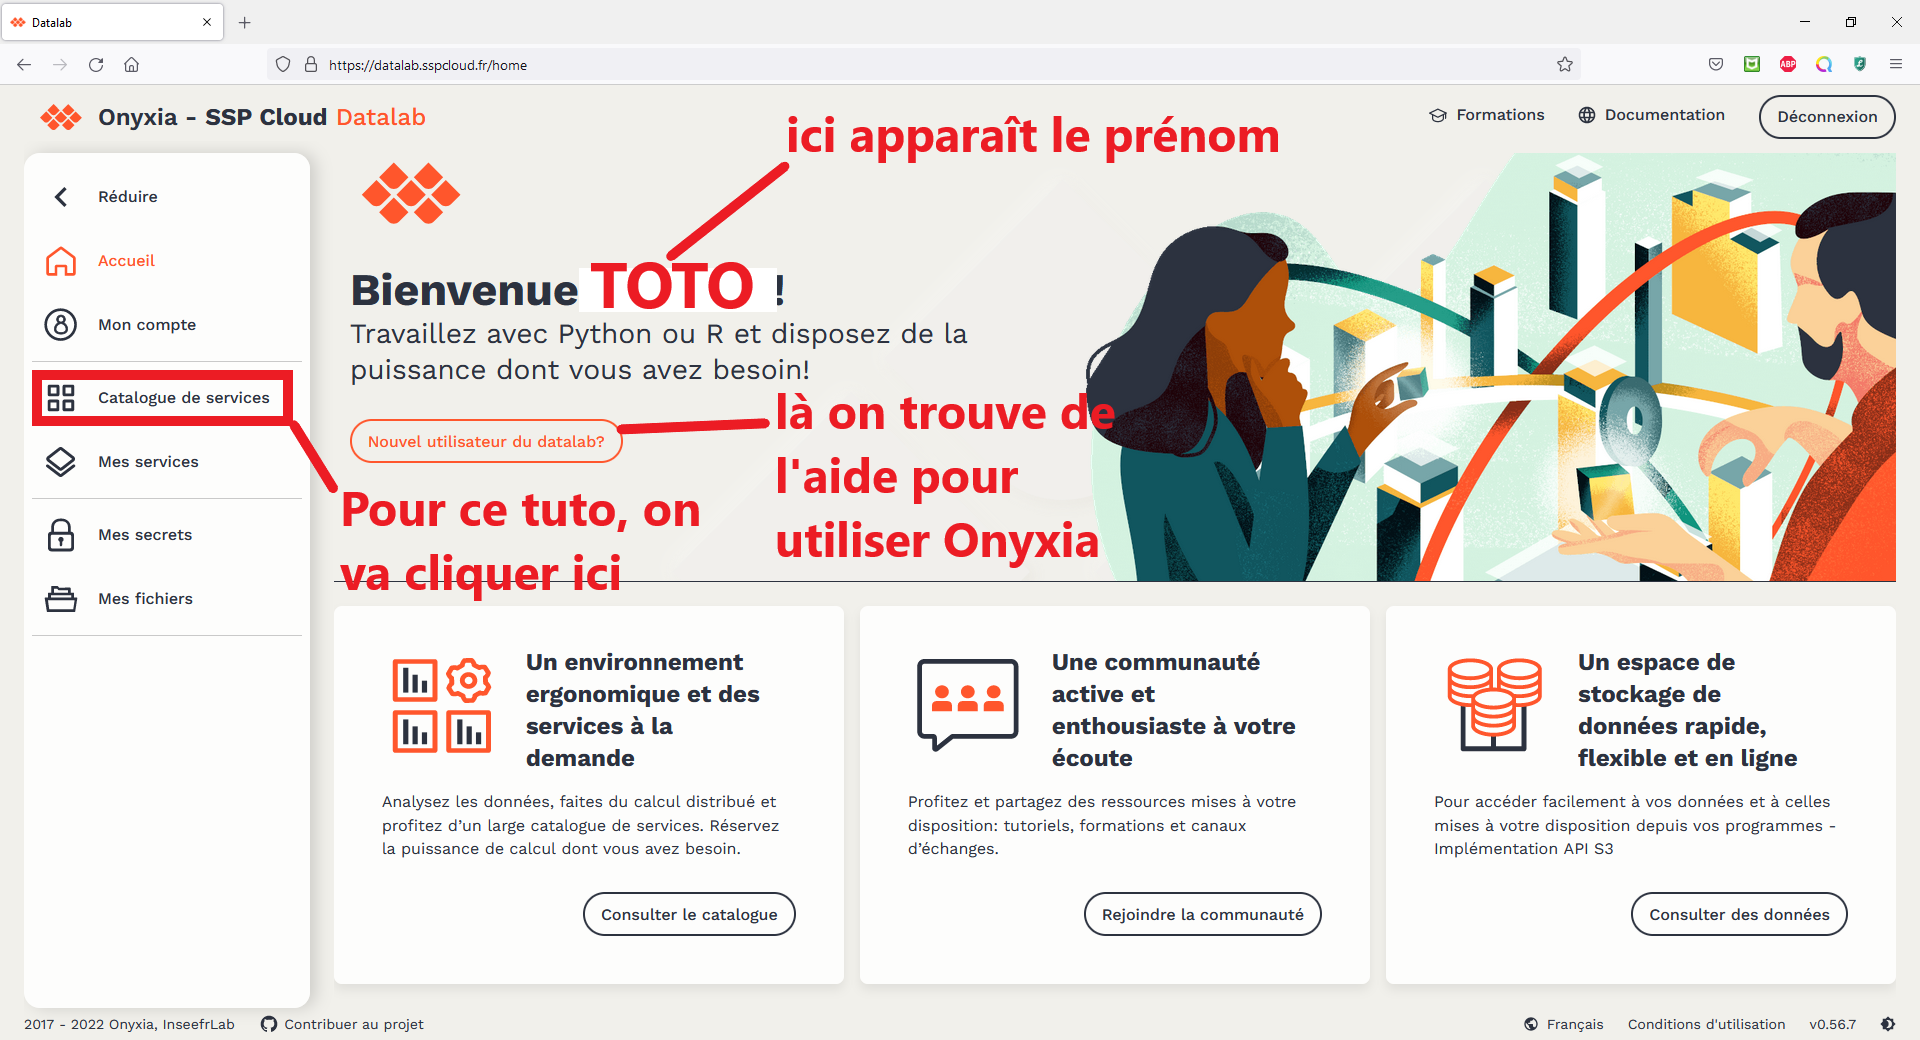 Datalab
https://datalab.sspcloud.fr/home
ABP
Onyxia - SSP Cloud Datalab
Formations
Documentation
Déconnexion
Réduire
Accueil
Mon compte
Catalogue de services
Mes services
Mes secrets
Mes fichiers
ici apparaît le prénom
Bienvenue TOTO !
Travaillez avec Python ou R et disposez de la
puissance dont vous avez besoin!
Nouvel utilisateur du datalab?
là on trouve de
l'aide pour
utiliser Onyxia
Pour ce tuto, on
va cliquer ici
Un environnement
ergonomique et des
services à la
demande
Analysez les données, faites du calcul distribué et
profitez d’un large catalogue de services. Réservez
la puissance de calcul dont vous avez besoin.
Consulter le catalogue
Une communauté
active et
enthousiaste à votre
écoute
Profitez et partagez des ressources mises à votre
disposition: tutoriels, formations et canaux
d’échanges.
Rejoindre la communauté
Un espace de
stockage de
données rapide,
flexible et en ligne
Pour accéder facilement à vos données et à celles
mises à votre disposition depuis vos programmes -
Implémentation API S3
Consulter des données
2017 - 2022 Onyxia, InseefrLab
Contribuer au projet
Français
Conditions d'utilisation
v0.56.7